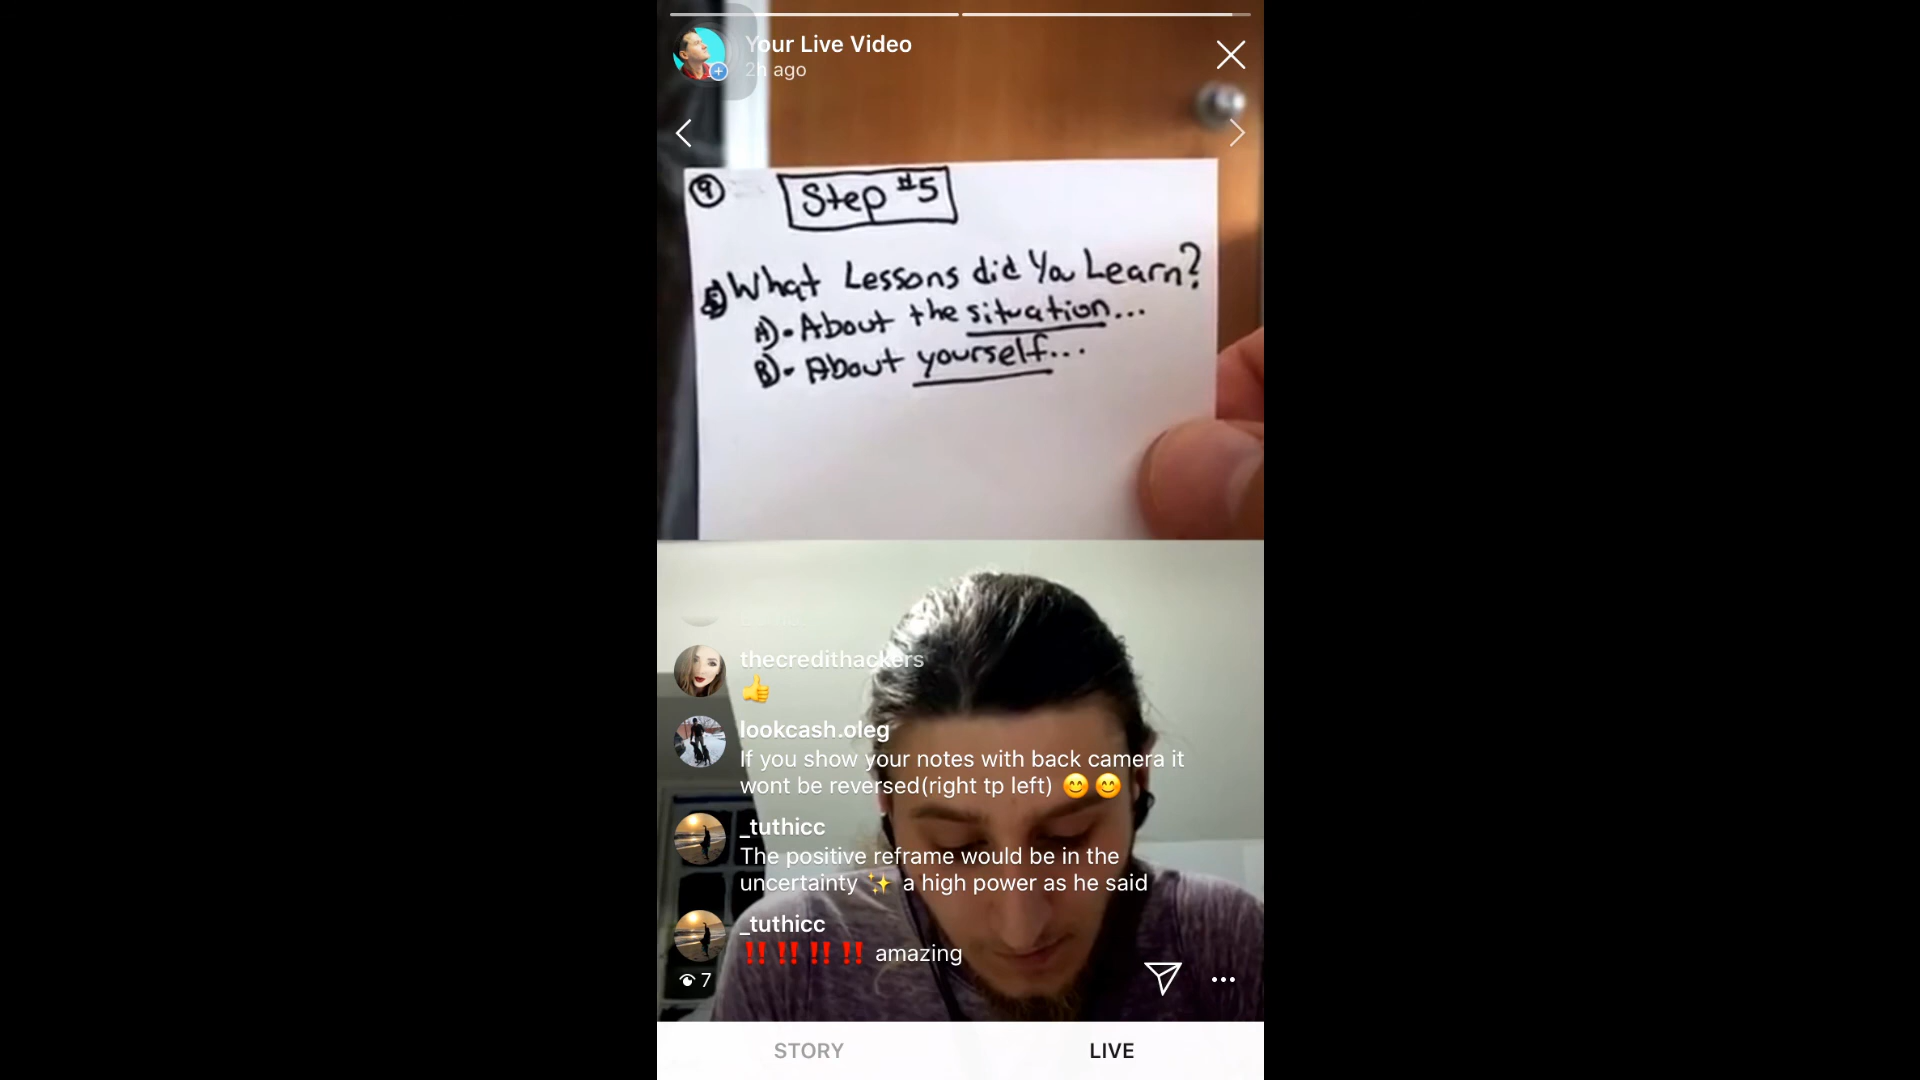 Your Live Video
2h ago
9
Step #5
5) What Lessons did You Learn?
A)- About the situation...
B)- About yourself...
thecredithackers
👍
lookcash.oleg
If you show your notes with back camera it
wont be reversed(right tp left) 😊 😊
_tuthicc
The positive reframe would be in the
uncertainty ✨ a high power as he said
_tuthicc
‼️‼️‼️‼️ amazing
7
STORY
LIVE